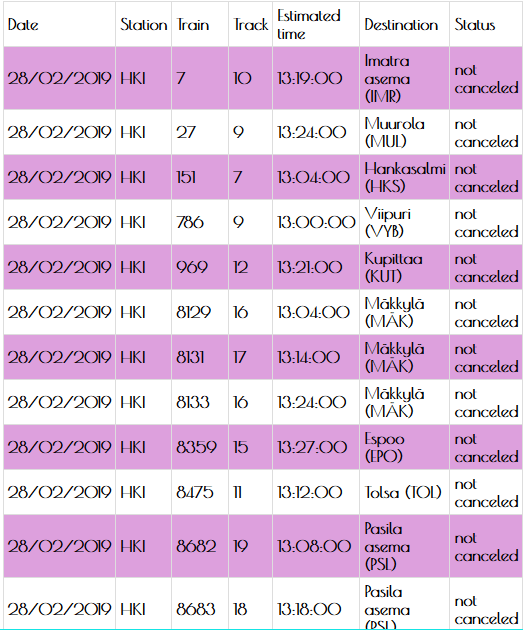 Date Station Train Track Estimated time Destination Status
28/02/2019 HKI 7 10 13:19:00 Imatra asema (IMR) not canceled
28/02/2019 HKI 27 9 13:24:00 Muurola (MUL) not canceled
28/02/2019 HKI 151 7 13:04:00 Hankasalmi (HKS) not canceled
28/02/2019 HKI 786 9 13:00:00 Viipuri (VYB) not canceled
28/02/2019 HKI 969 12 13:21:00 Kupittaa (KUT) not canceled
28/02/2019 HKI 8129 16 13:04:00 Mäkkylä (MÄK) not canceled
28/02/2019 HKI 8131 17 13:14:00 Mäkkylä (MÄK) not canceled
28/02/2019 HKI 8133 16 13:24:00 Mäkkylä (MÄK) not canceled
28/02/2019 HKI 8359 15 13:27:00 Espoo (EPO) not canceled
28/02/2019 HKI 8475 11 13:12:00 Tolsa (TOL) not canceled
28/02/2019 HKI 8682 19 13:08:00 Pasila asema (PSL) not canceled
28/02/2019 HKI 8683 18 13:18:00 Pasila asema (PSL) not canceled